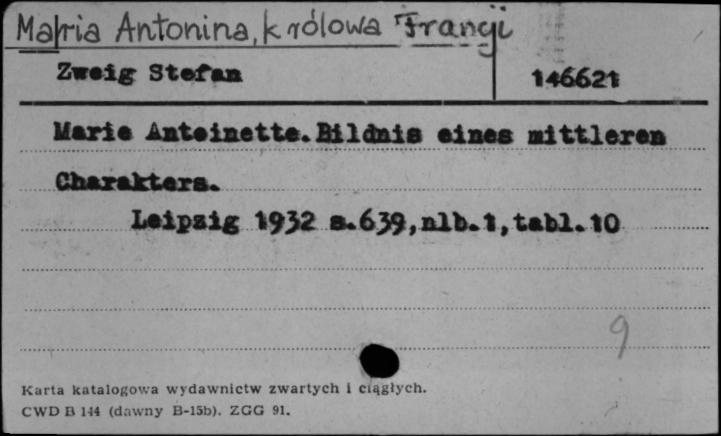 Maria Antonina, królowa Francji
Zweig Stefan 146621
Marie Antoinette. Bildnis eines mittleren
Charakters.
Leipzig 1932 s.639,nlb.1,tabl.10
9
Karta katalogowa wydawnictw zwartych i ciągłych.
CWD B 144 (dawny B-15b). ZGG 91.